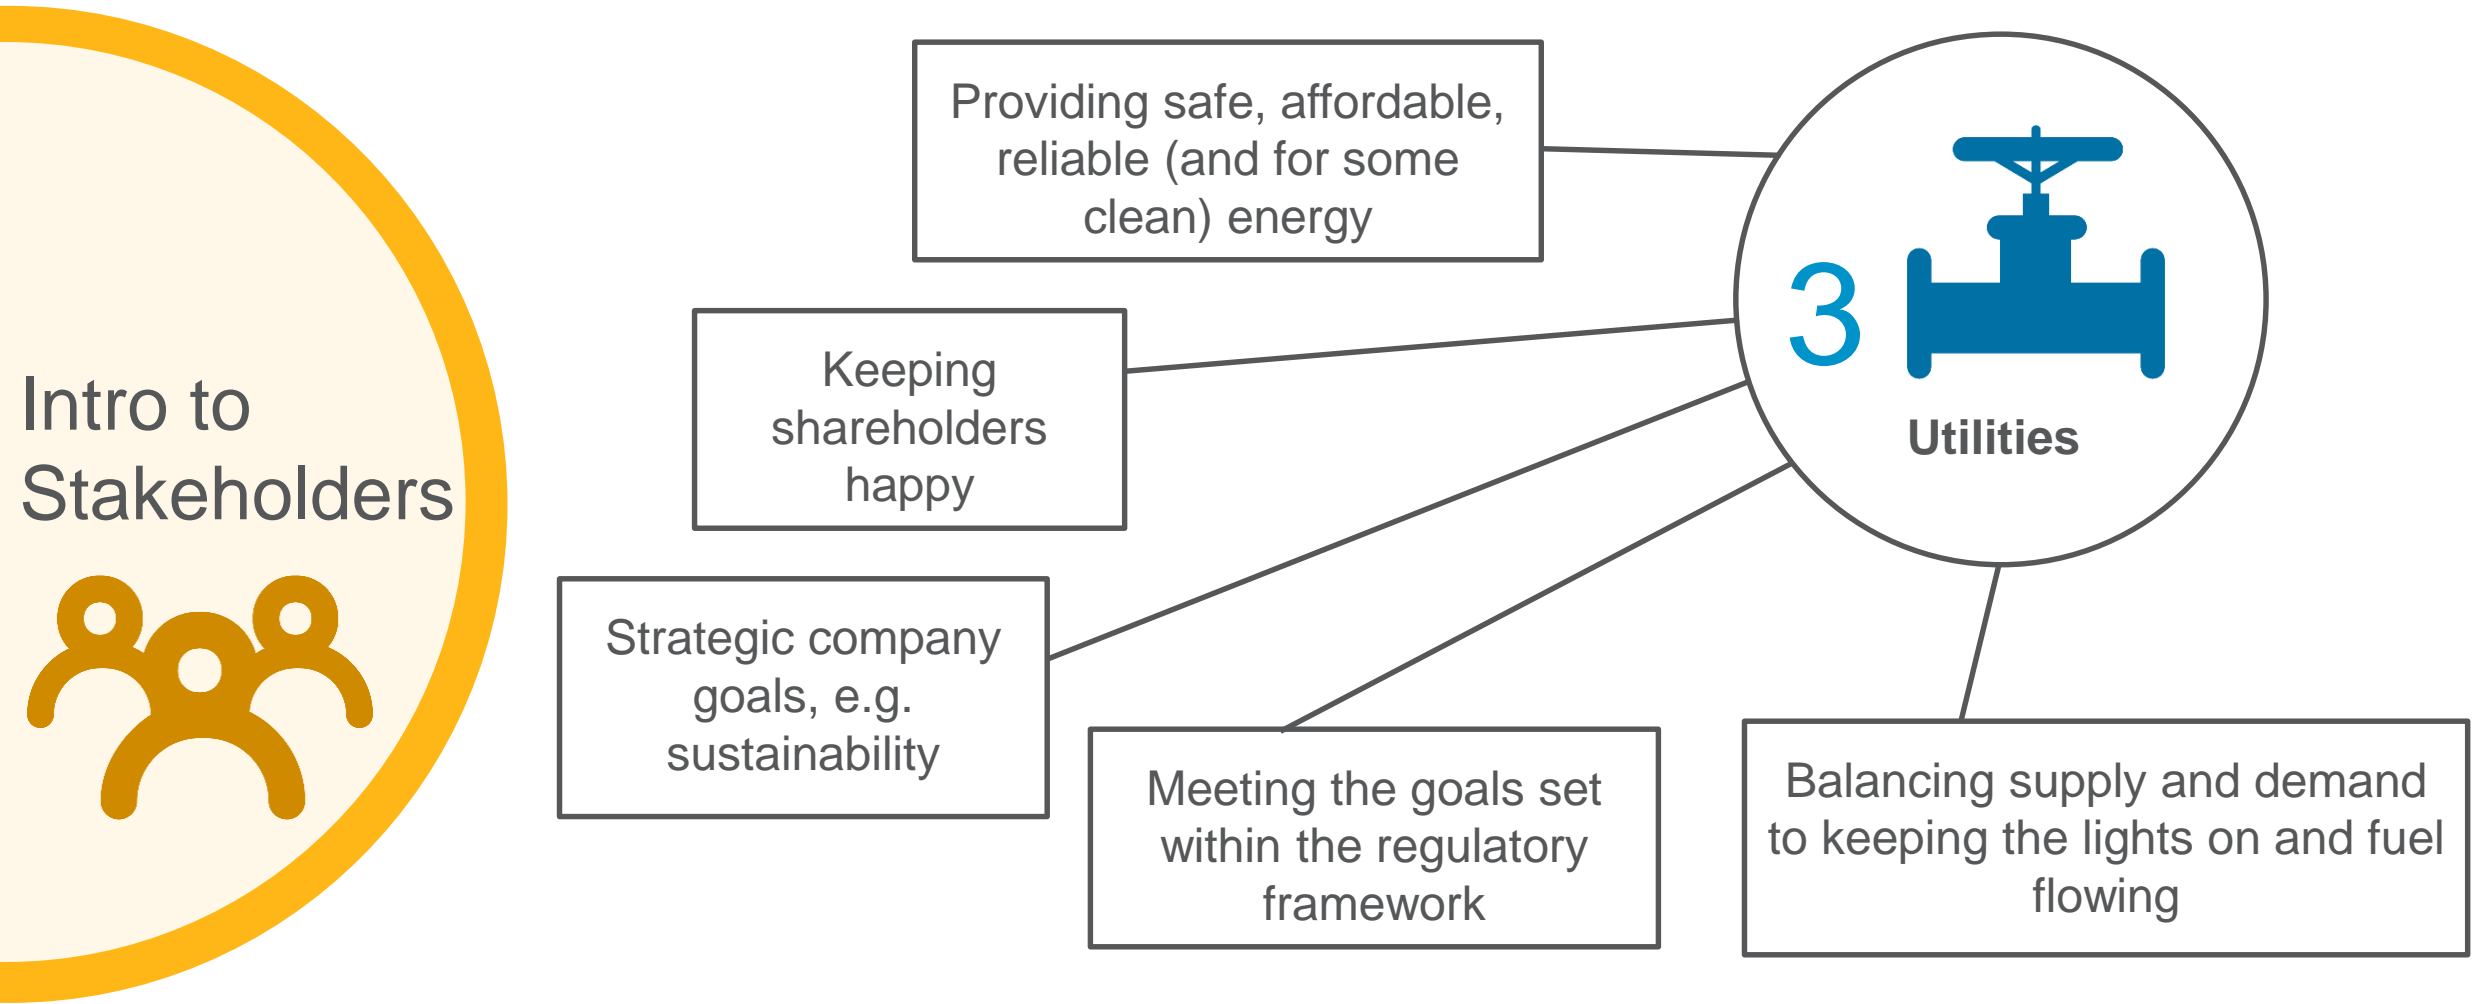 Intro to
Stakeholders
Providing safe, affordable,
reliable (and for some
clean) energy
Keeping
shareholders
happy
Strategic company
goals, e.g.
sustainability
Meeting the goals set
within the regulatory
framework
Balancing supply and demand
to keeping the lights on and fuel
flowing
3
Utilities